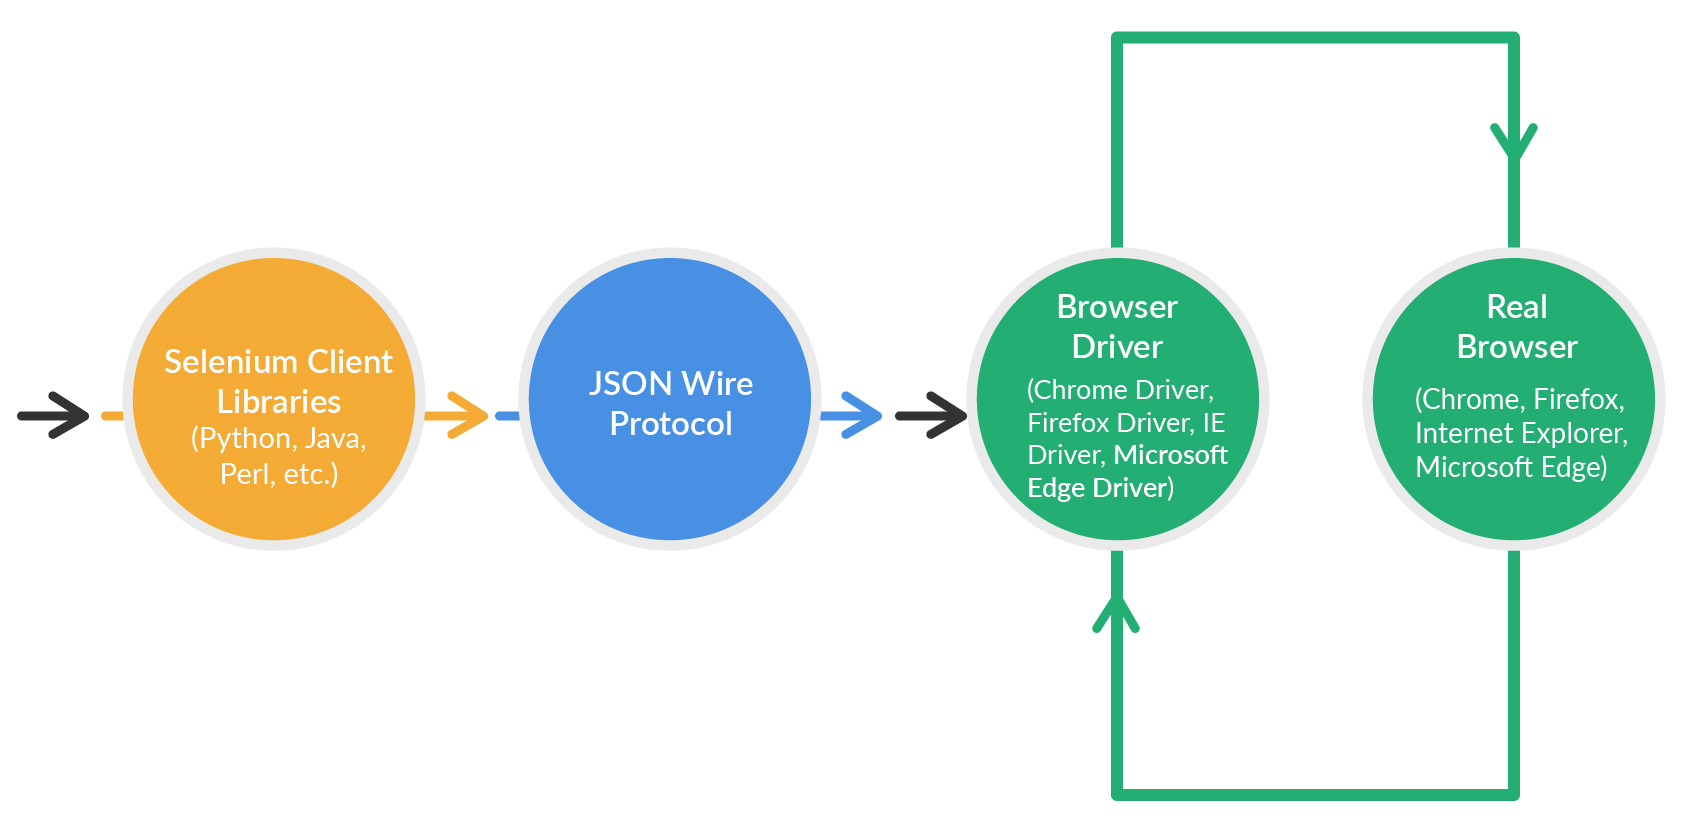 Selenium Client
Libraries
(Python, Java,
Perl, etc.)
JSON Wire
Protocol
Browser
Driver
(Chrome Driver,
Firefox Driver, IE
Driver, Microsoft
Edge Driver)
Real
Browser
(Chrome, Firefox,
Internet Explorer,
Microsoft Edge)